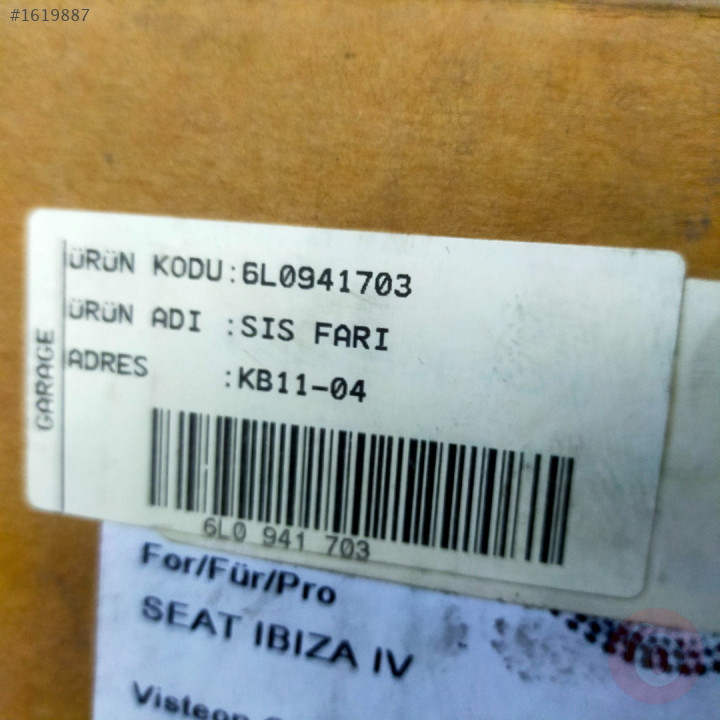 #1619887
GARAGE
ÜRÜN KODU:6L0941703
ÜRÜN ADI :SIS FARI
ADRES :KB11-04
6L0 941 703
For/Für/Pro
SEAT IBIZA IV
Visteon